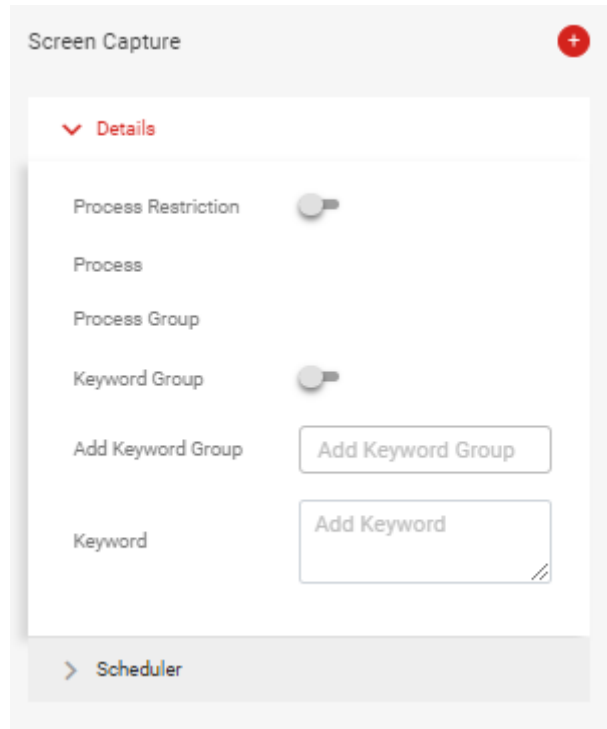 Screen Capture
Details
Process Restriction
Process
Process Group
Keyword Group
Add Keyword Group Add Keyword Group
Keyword Add Keyword
Scheduler